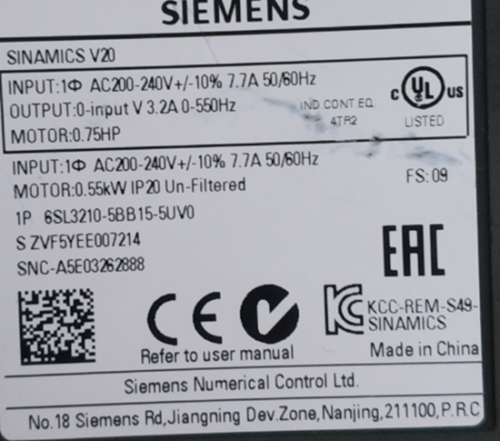 SIEMENS
SINAMICS V20
INPUT:1Φ AC200-240V+/-10% 7.7A 50/60Hz
OUTPUT:0-input V 3.2A 0-550Hz
MOTOR:0.75HP
IND CONT EQ
4TR2
c UL us
LISTED
INPUT:1Φ AC200-240V+/-10% 7.7A 50/60Hz
MOTOR:0.55kW IP20 Un-Filtered
FS:09
1P 6SL3210-5BB15-5UV0
S ZVF5YEE007214
SNC-A5E03262888
EAC
CE
KC
KCC-REM-S49-
SINAMICS
Refer to user manual
Made in China
Siemens Numerical Control Ltd.
No.18 Siemens Rd,Jiangning Dev.Zone,Nanjing,211100,P.R.C